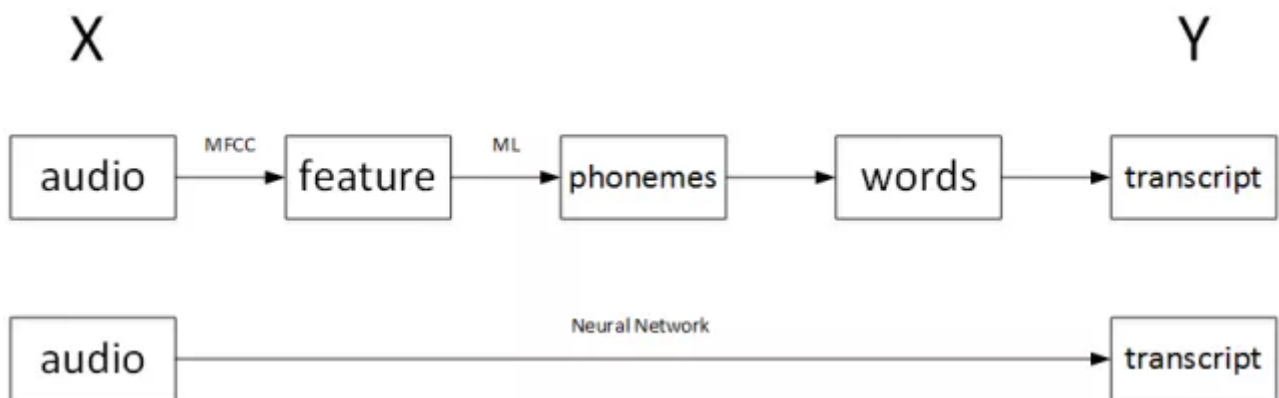 X Y
MFCC ML
audio feature phonemes words transcript
Neural Network
audio transcript